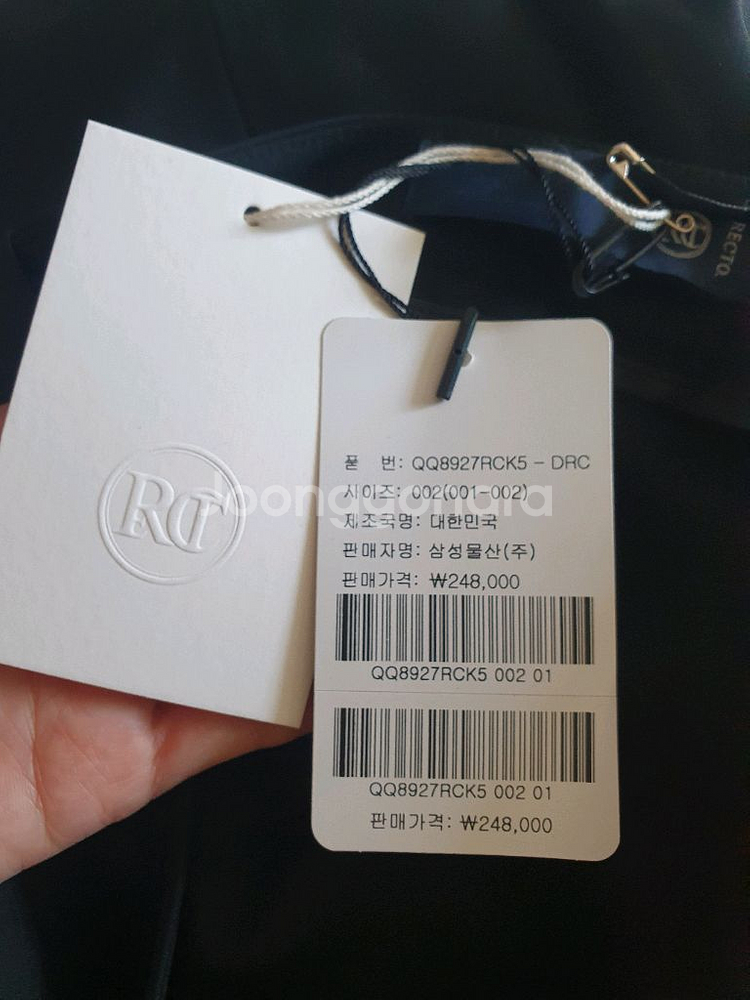 RECTO.
품 번: QQ8927RCK5 - DRC
사이즈: 002(001-002)
제조국명: 대한민국
판매자명: 삼성물산(주)
판매가격: ₩248,000
QQ8927RCK5 002 01
QQ8927RCK5 002 01
판매가격: ₩248,000
Joonggonara